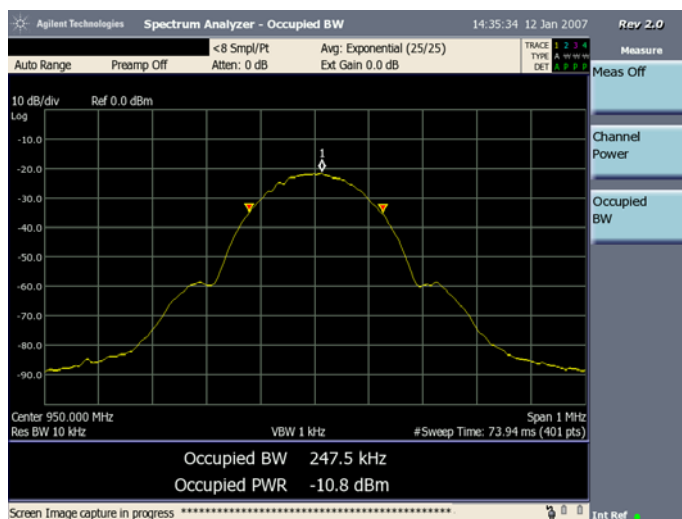 Agilent Technologies Spectrum Analyzer - Occupied BW 14:35:34 12 Jan 2007 Rev 2.0
<8 Smpl/Pt Avg: Exponential (25/25) TRACE 1 2 3 4
TYPE A W W W
Auto Range Preamp Off Atten: 0 dB Ext Gain 0.0 dB DET A P P P
Measure
Meas Off
10 dB/div Ref 0.0 dBm
Log
-10.0
Channel
Power
1
-20.0
-30.0
Occupied
BW
-40.0
-50.0
-60.0
-70.0
-80.0
-90.0
Center 950.000 MHz Span 1 MHz
Res BW 10 kHz VBW 1 kHz #Sweep Time: 73.94 ms (401 pts)
Occupied BW 247.5 kHz
Occupied PWR -10.8 dBm
Screen Image capture in progress ********************************************
Int Ref